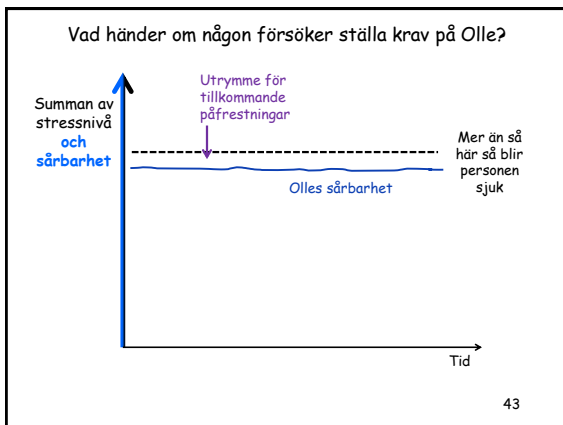 Vad händer om någon försöker ställa krav på Olle?
Utrymme för
tillkommande
påfrestningar
Summan av
stressnivå
och
sårbarhet
Mer än så
här så blir
personen
sjuk
Olles sårbarhet
Tid
43